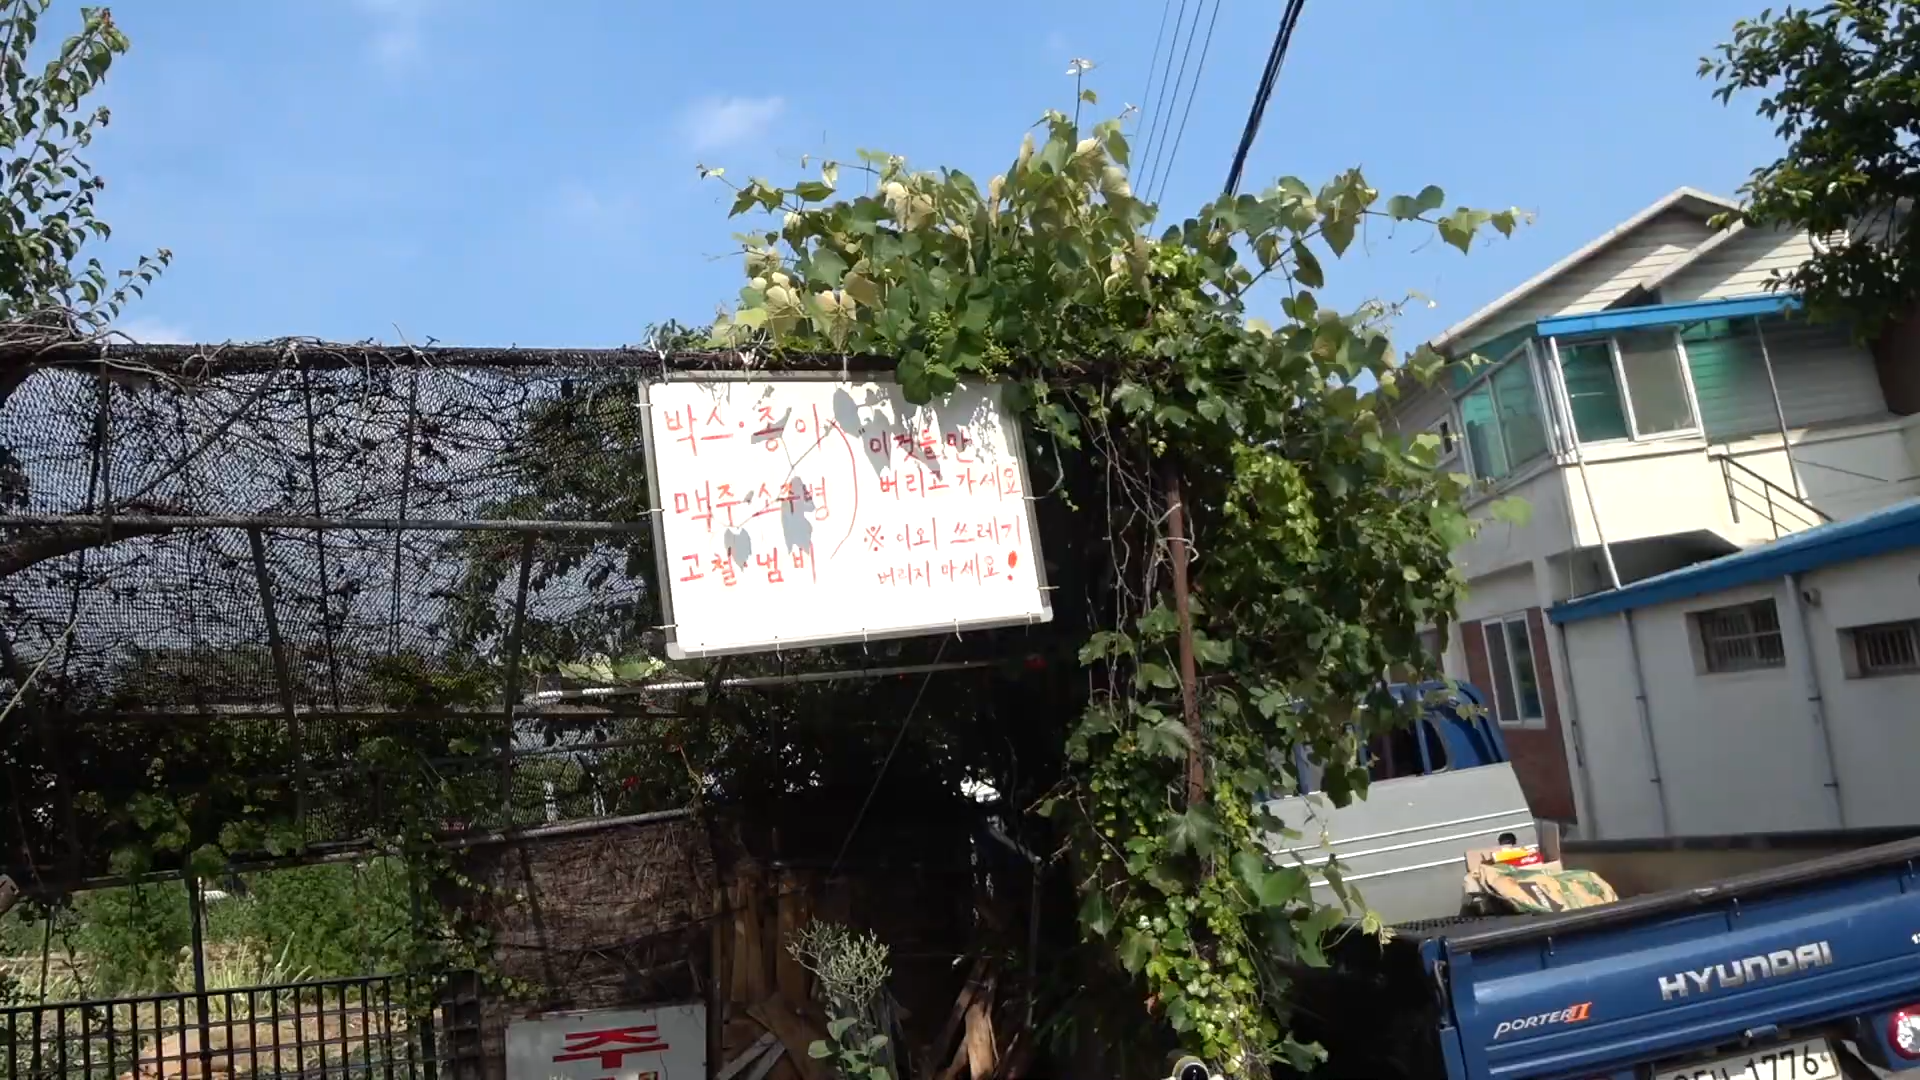 박스·종이
맥주·소주병
고철·냄비
"이것들만
버리고 가세요
※ 이외 쓰레기
버리지 마세요!
주
HYUNDAI
PORTER II
1776